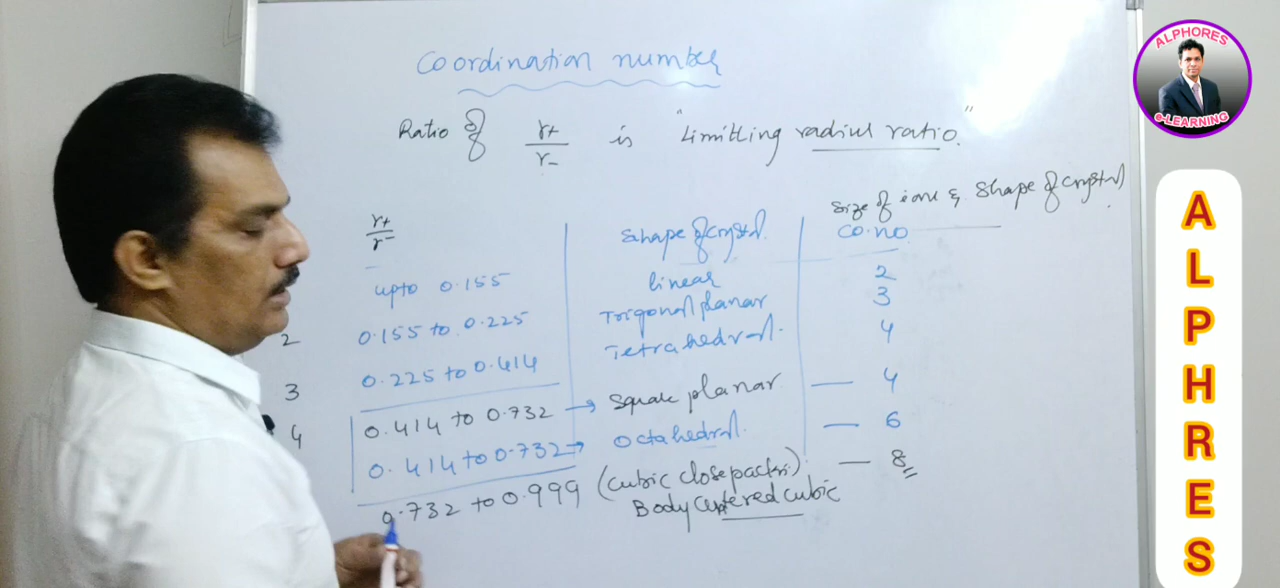 Coordination number
Ratio of r+/r- is "Limitling radius ratio."
Size of ions & Shape of crystal
r+/r- Shape of crystal. co.no.
upto 0.155 linear 2
2 0.155 to 0.225 Trigonal planar 3
3 0.225 to 0.414 Tetrahedral. 4
4 0.414 to 0.732 → Square planar — 4
0.414 to 0.732 → Octahedral. — 6
0.732 to 0.999 (cubic close packn.) — 8
Body centered cubic
ALPHORES
e-LEARNING
A
L
P
H
R
E
S